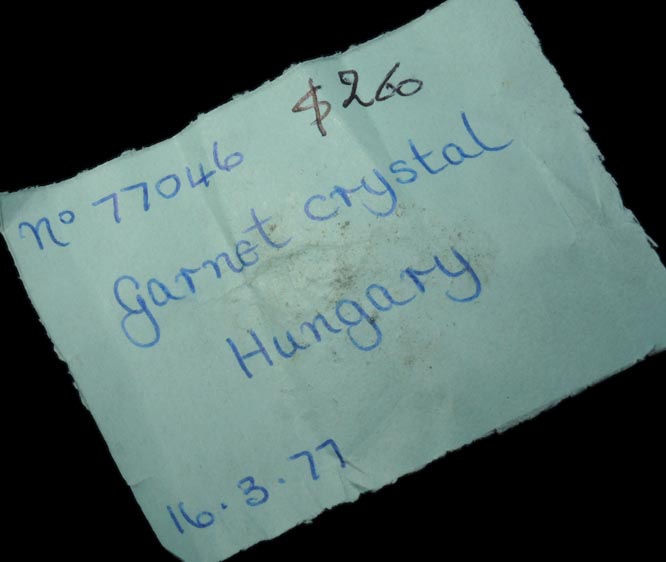 $260
No 77046
Garnet crystal
Hungary
16.3.77